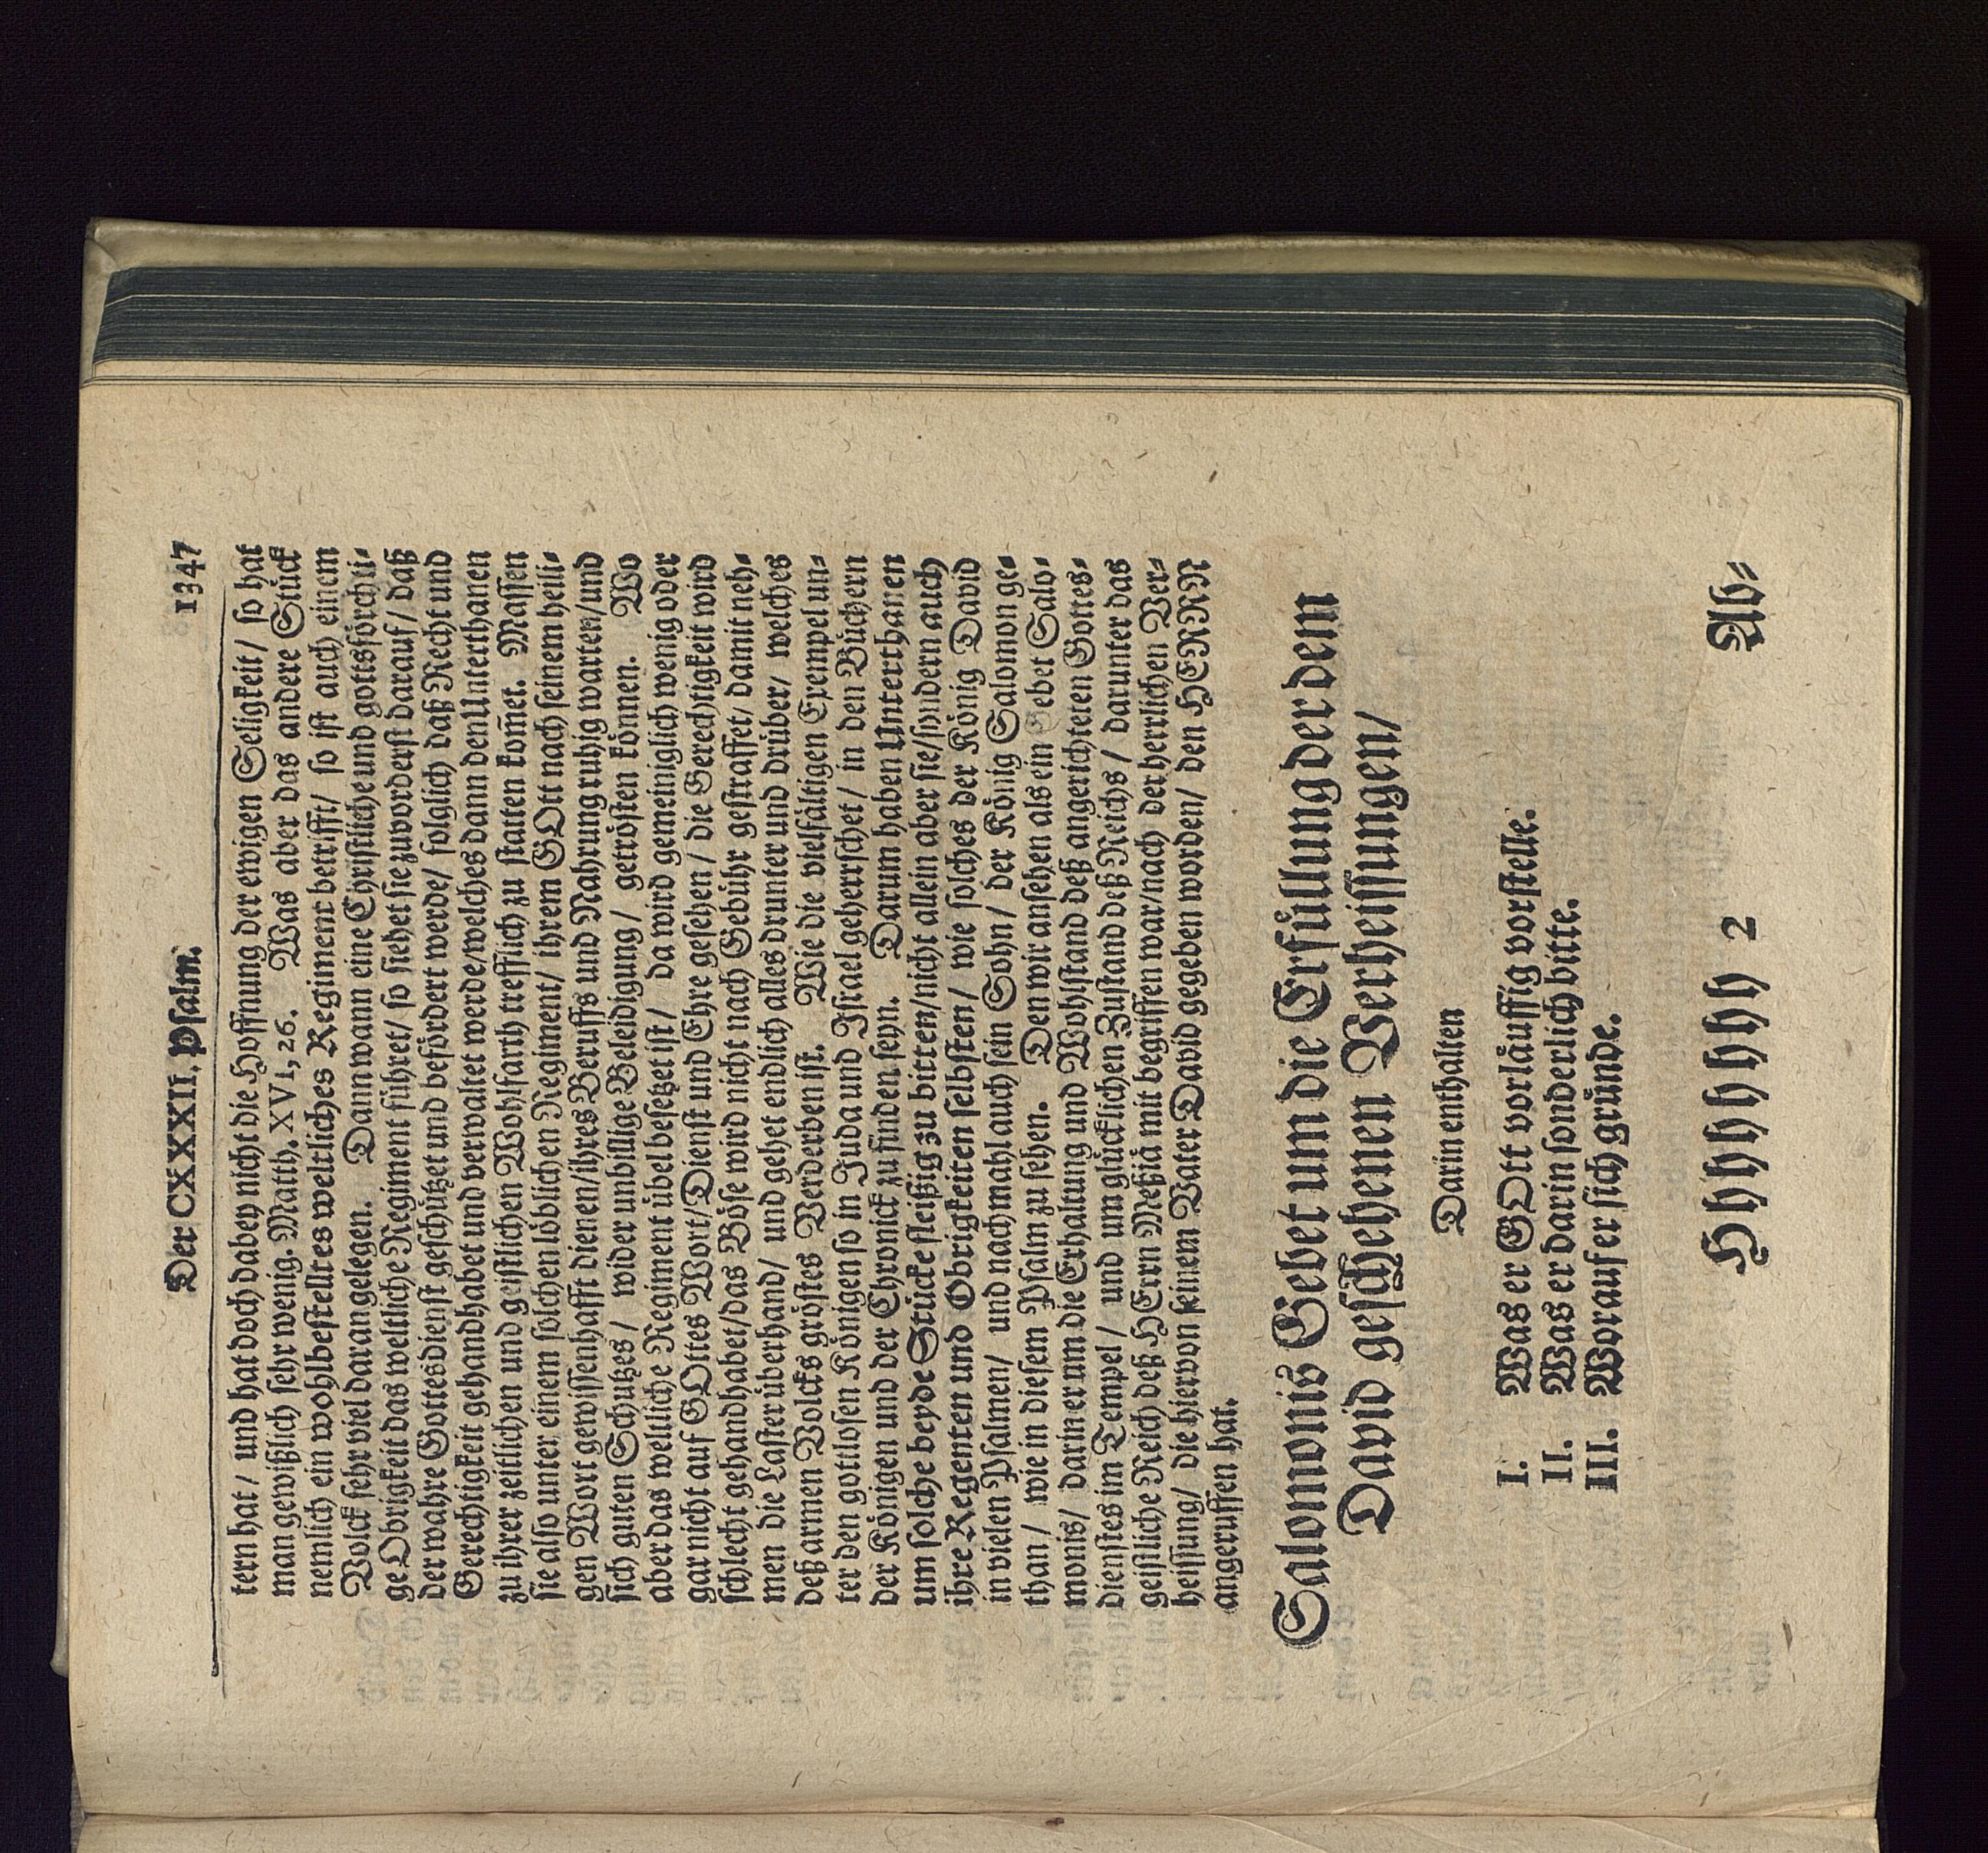 Der CXXXII. Psalm. 1347
tern hat / und hat doch dabey nicht die Hoffnung der ewigen Seligkeit / so hat
man gewißlich sehr wenig. Matth. XVI, 26. Was aber das andere Stück
nemlich ein wohlbestelltes weltliches Regiment betrifft / so ist auch einem
Volck sehr viel daran gelegen. Dann wann eine Christliche und gottsförchti⸗
ge Obrigkeit das weltliche Regiment führet / so siehet sie zuvorderst darauf / daß
der wahre Gottesdienst geschützet und befördert werde / folglich daß Recht und
Gerechtigkeit gehandhabet und verwaltet werde / welches dann den Unterthanen
zu ihrer zeitlichen und geistlichen Wohlfarth trefflich zu statten kom̃et. Massen
sie also unter einem solchen löblichen Regiment / ihrem GOtt nach seinem heili⸗
gen Wort gewissenhafft dienen / ihres Beruffs und Nahrung ruhig warten / und
sich guten Schutzes / wider unbillige Beleidigung / getrösten können. Wo
aber das weltliche Regiment übel besetzet ist / da wird gemeiniglich wenig oder
gar nicht auf GOttes Wort / Dienst und Ehre gesehen / die Gerechtigkeit wird
schlecht gehandhabet / das Böse wird nicht nach Gebühr gestraffet / damit neh⸗
men die Laster überhand / und gehet endlich alles drunter und drüber / welches
deß armen Volcks gröstes Verderben ist. Wie die vielfältigen Exempel un⸗
ter den gottlosen Königen so in Juda und Israel geherrschet / in den Büchern
der Königen und der Chronick zu finden seyn. Darum haben Unterthanen
um solche beyde Stücke fleißig zu bitten / nicht allein aber sie / sondern auch
ihre Regenten und Obrigkeiten selbsten / wie solches der König David
in vielen Psalmen / und nachmahl auch sein Sohn / der König Salomon ge⸗
than / wie in diesem Psalm zu sehen. Den wir ansehen als ein Gebet Salo⸗
monis / darin er um die Erhaltung und Wohlstand deß angerichteten Gottes⸗
dienstes im Tempel / und um glücklichen Zustand deß Reichs / darunter das
geistliche Reich deß HErrn Meßiä mit begriffen war / nach der herrlichen Ver⸗
heissung / die hiervon seinem Vater David gegeben worden / den HERRN
angeruffen hat.
Salomonis Gebet um die Erfüllung der dem
David geschehenen Verheissungen /
Darin enthalten
I. Was er GOtt vorläuffig vorstelle.
II. Was er darin sonderlich bitte.
III. Worauf er sich gründe.
Hhhhhhhh 2 Ab⸗